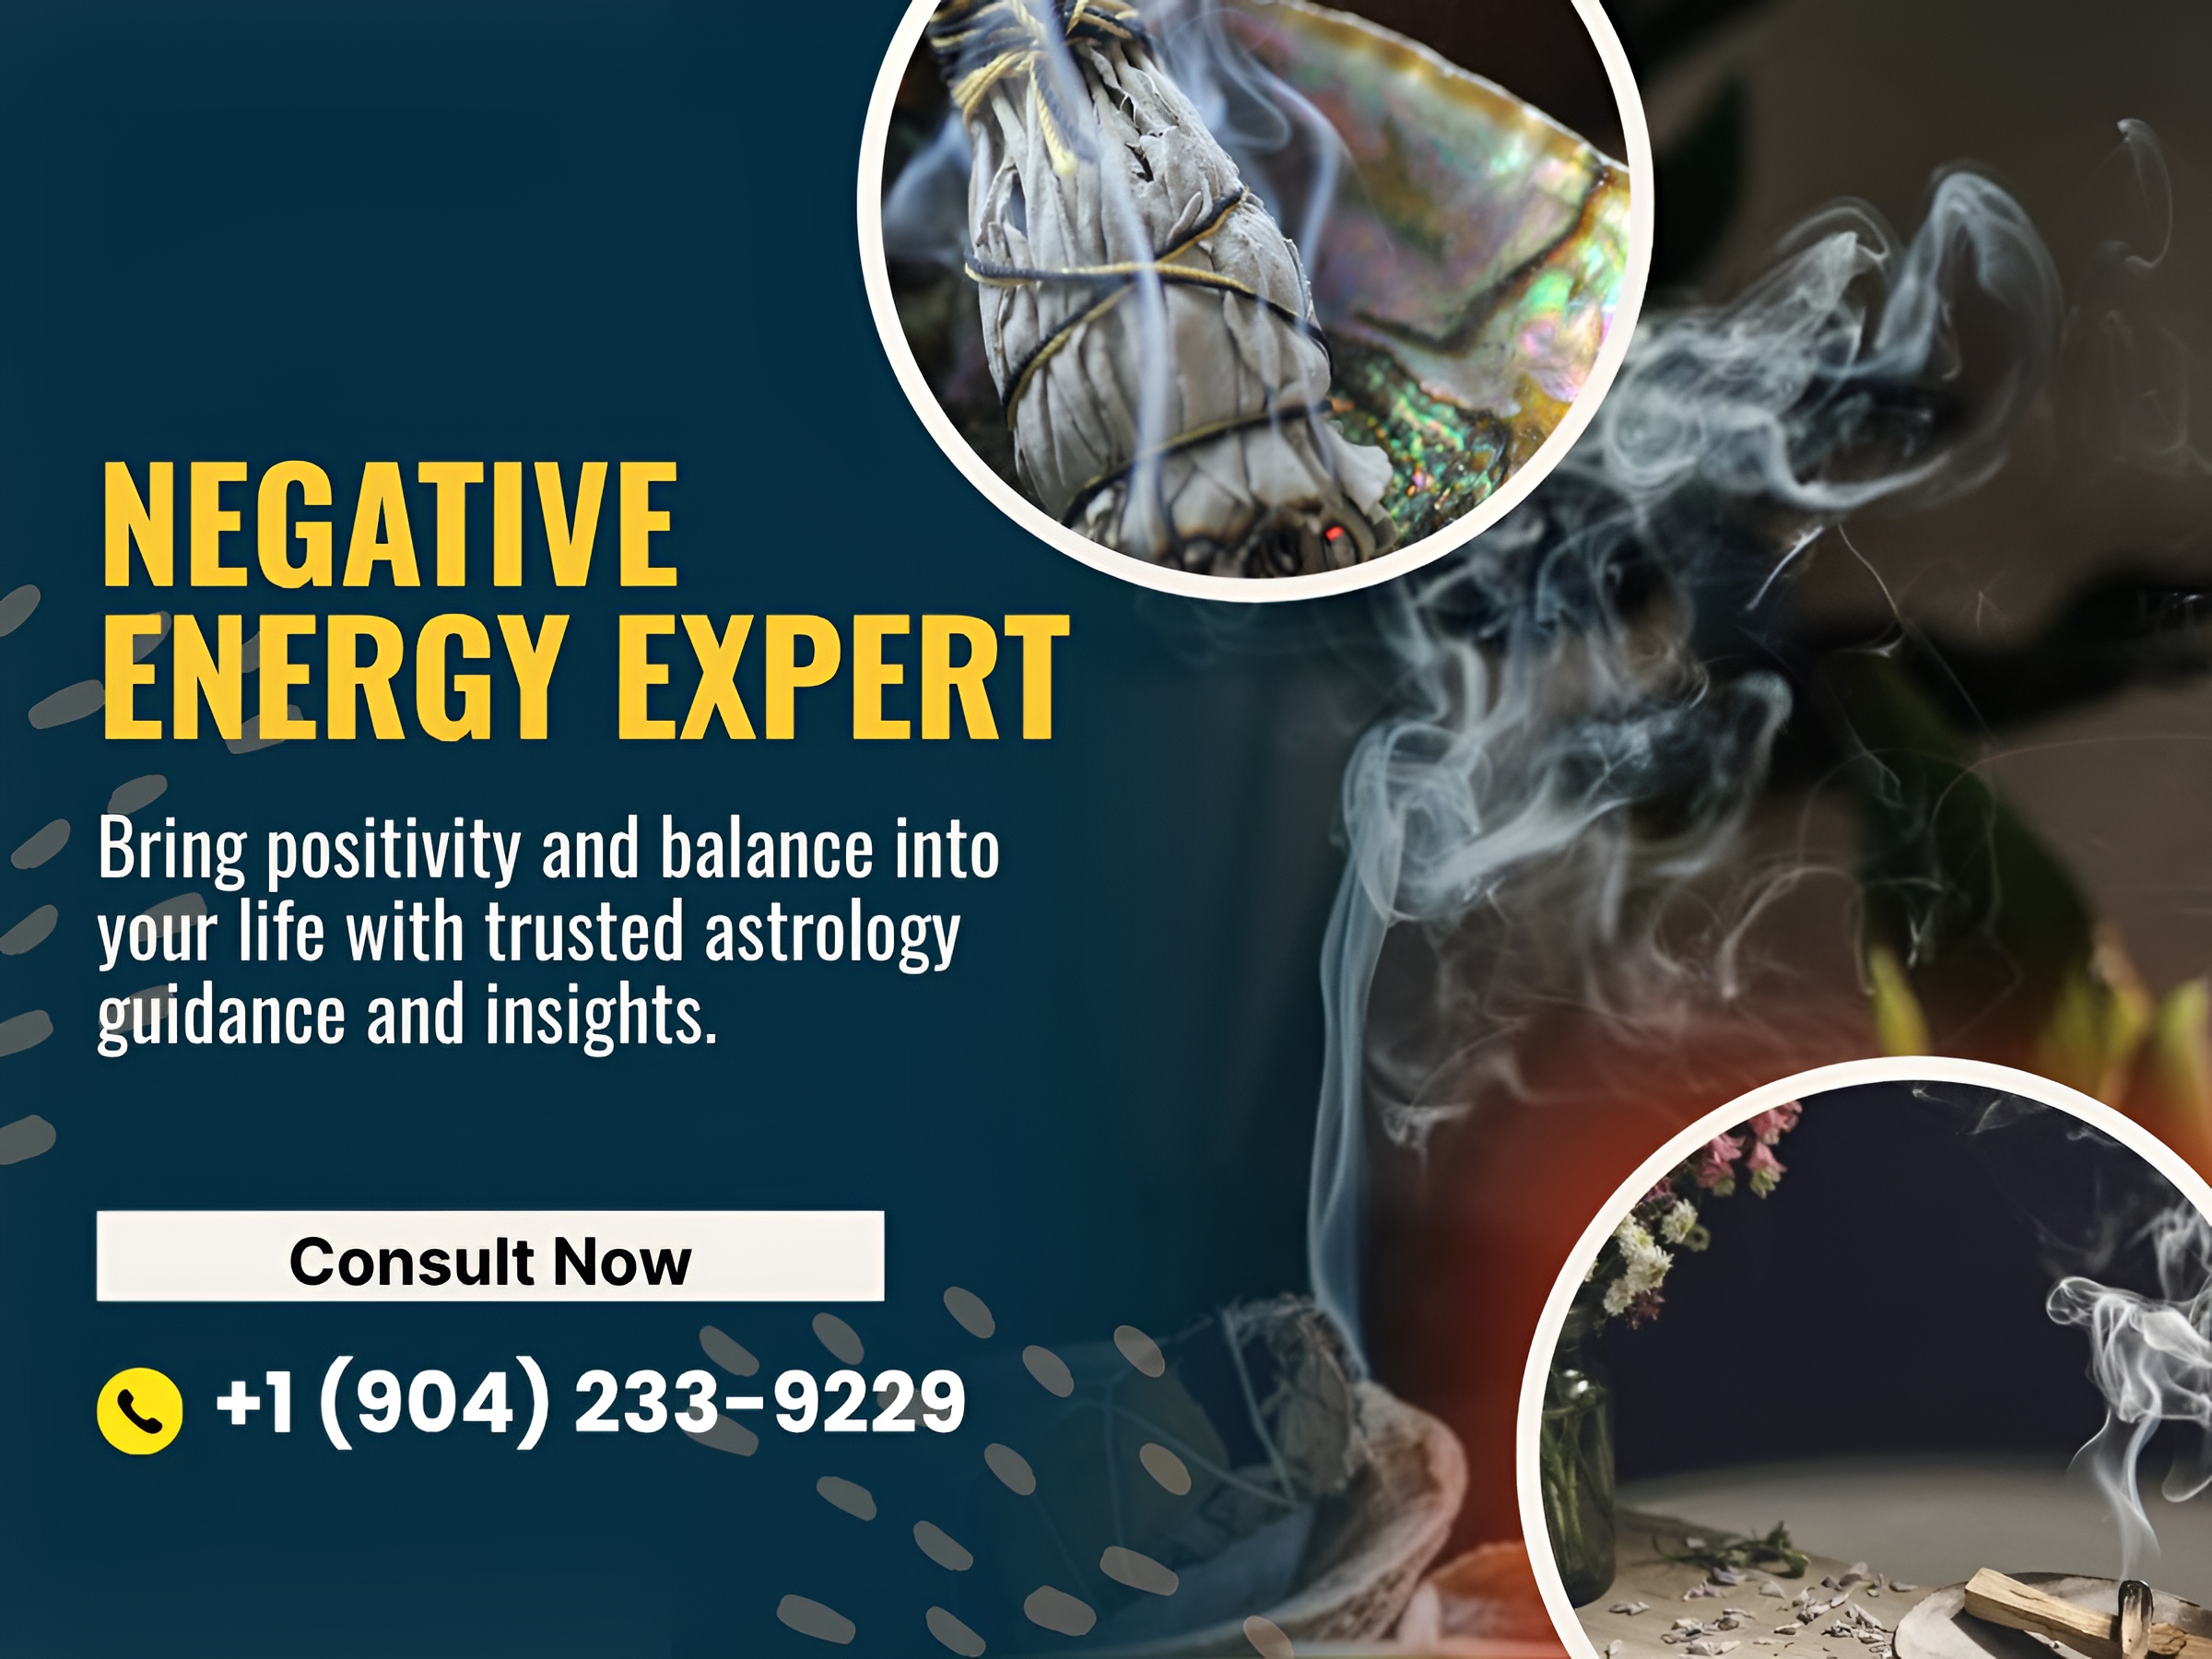 NEGATIVE
ENERGY EXPERT
Bring positivity and balance into
your life with trusted astrology
guidance and insights.
Consult Now
+1 (904) 233-9229